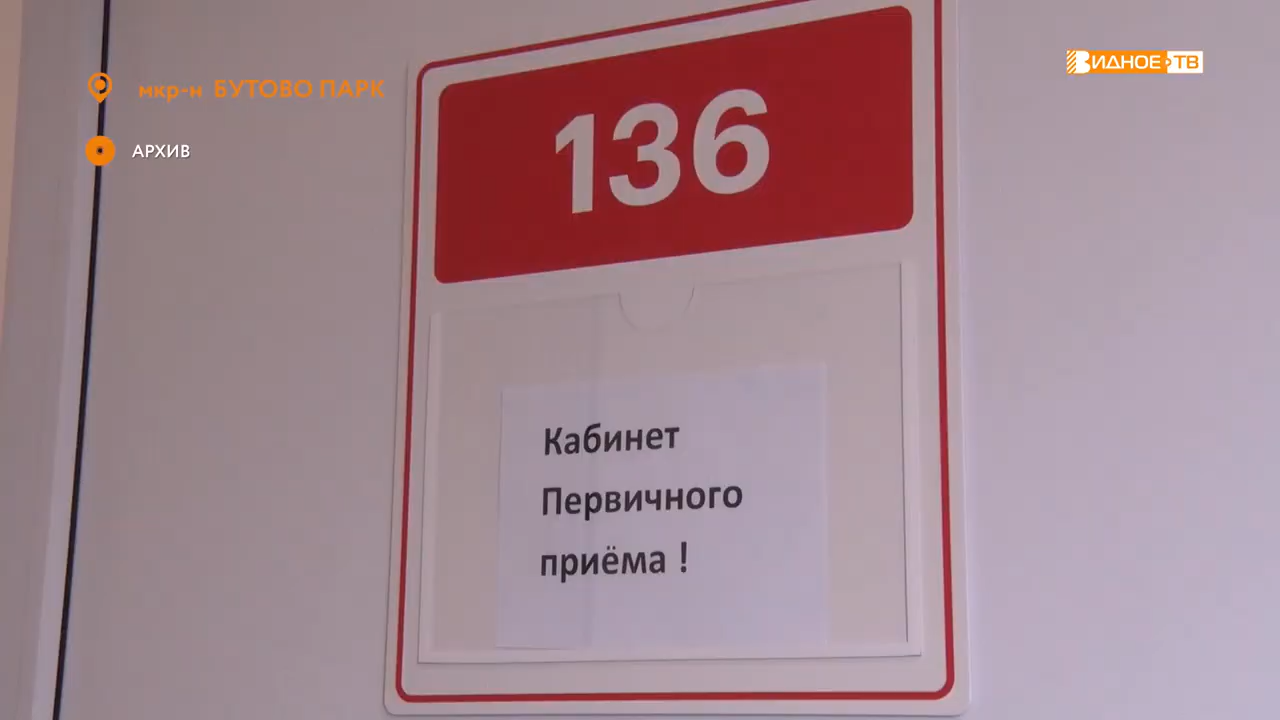 мкр-н БУТОВО ПАРК
АРХИВ
ВИДНОЕ ТВ
136
Кабинет
Первичного
приёма !